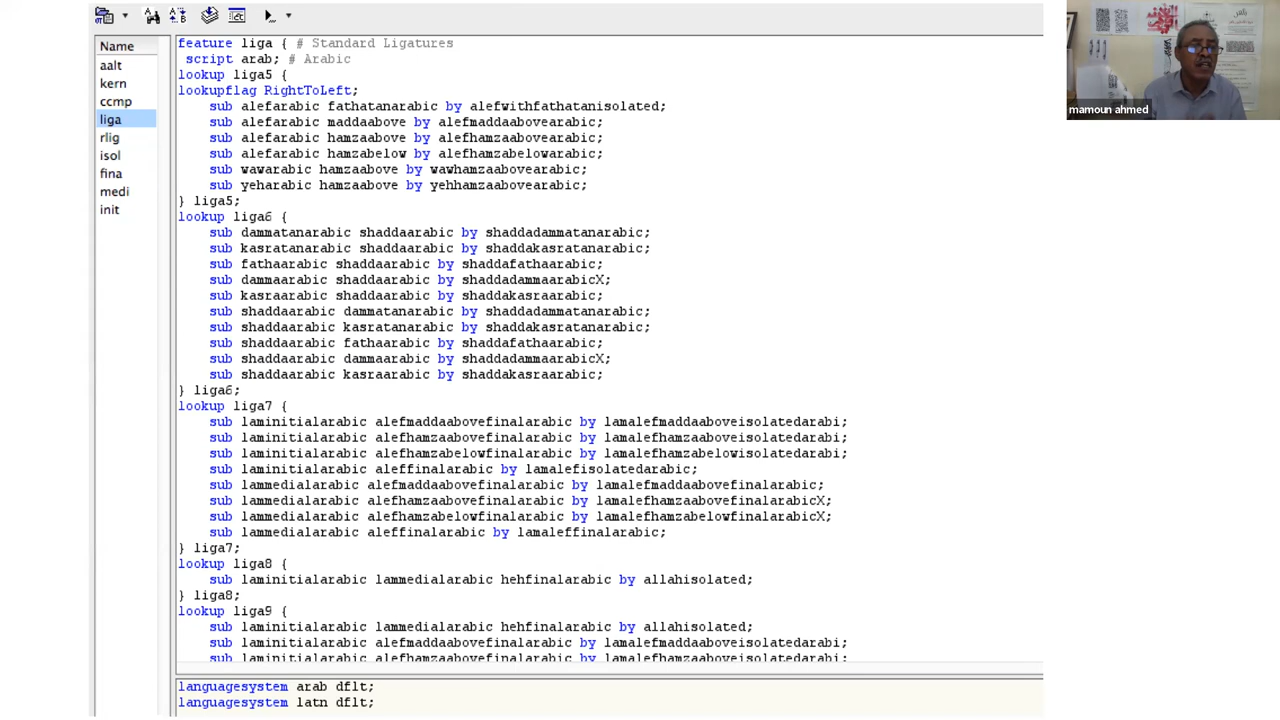 Name
aalt
kern
ccmp
liga
rlig
isol
fina
medi
init
feature liga { # Standard Ligatures
script arab; # Arabic
lookup liga5 {
lookupflag RightToLeft;
sub alefarabic fathatanarabic by alefwithfathatanisolated;
sub alefarabic maddaabove by alefmaddaabovearabic;
sub alefarabic hamzaabove by alefhamzaabovearabic;
sub alefarabic hamzabelow by alefhamzabelowarabic;
sub wawarabic hamzaabove by wawhamzaabovearabic;
sub yeharabic hamzaabove by yehhamzaabovearabic;
} liga5;
lookup liga6 {
sub dammatanarabic shaddaarabic by shaddadammatanarabic;
sub kasratanarabic shaddaarabic by shaddakasratanarabic;
sub fathaarabic shaddaarabic by shaddafathaarabic;
sub dammaarabic shaddaarabic by shaddadammaarabicX;
sub kasraarabic shaddaarabic by shaddakasraarabic;
sub shaddaarabic dammatanarabic by shaddadammatanarabic;
sub shaddaarabic kasratanarabic by shaddakasratanarabic;
sub shaddaarabic fathaarabic by shaddafathaarabic;
sub shaddaarabic dammaarabic by shaddadammaarabicX;
sub shaddaarabic kasraarabic by shaddakasraarabic;
} liga6;
lookup liga7 {
sub laminitialarabic alefmaddaabovefinalarabic by lamalefmaddaaboveisolatedarabi;
sub laminitialarabic alefhamzaabovefinalarabic by lamalefhamzaaboveisolatedarabi;
sub laminitialarabic alefhamzabelowfinalarabic by lamalefhamzabelowisolatedarabi;
sub laminitialarabic aleffinalarabic by lamalefisolatedarabic;
sub lammedialarabic alefmaddaabovefinalarabic by lamalefmaddaabovefinalarabic;
sub lammedialarabic alefhamzaabovefinalarabic by lamalefhamzaabovefinalarabicX;
sub lammedialarabic alefhamzabelowfinalarabic by lamalefhamzabelowfinalarabicX;
sub lammedialarabic aleffinalarabic by lamaleffinalarabic;
} liga7;
lookup liga8 {
sub laminitialarabic lammedialarabic hehfinalarabic by allahisolated;
} liga8;
lookup liga9 {
sub laminitialarabic lammedialarabic hehfinalarabic by allahisolated;
sub laminitialarabic alefmaddaabovefinalarabic by lamalefmaddaaboveisolatedarabi;
sub laminitialarabic alefhamzaabovefinalarabic by lamalefhamzaaboveisolatedarabi;
languagesystem arab dflt;
languagesystem latn dflt;
mamoun ahmed